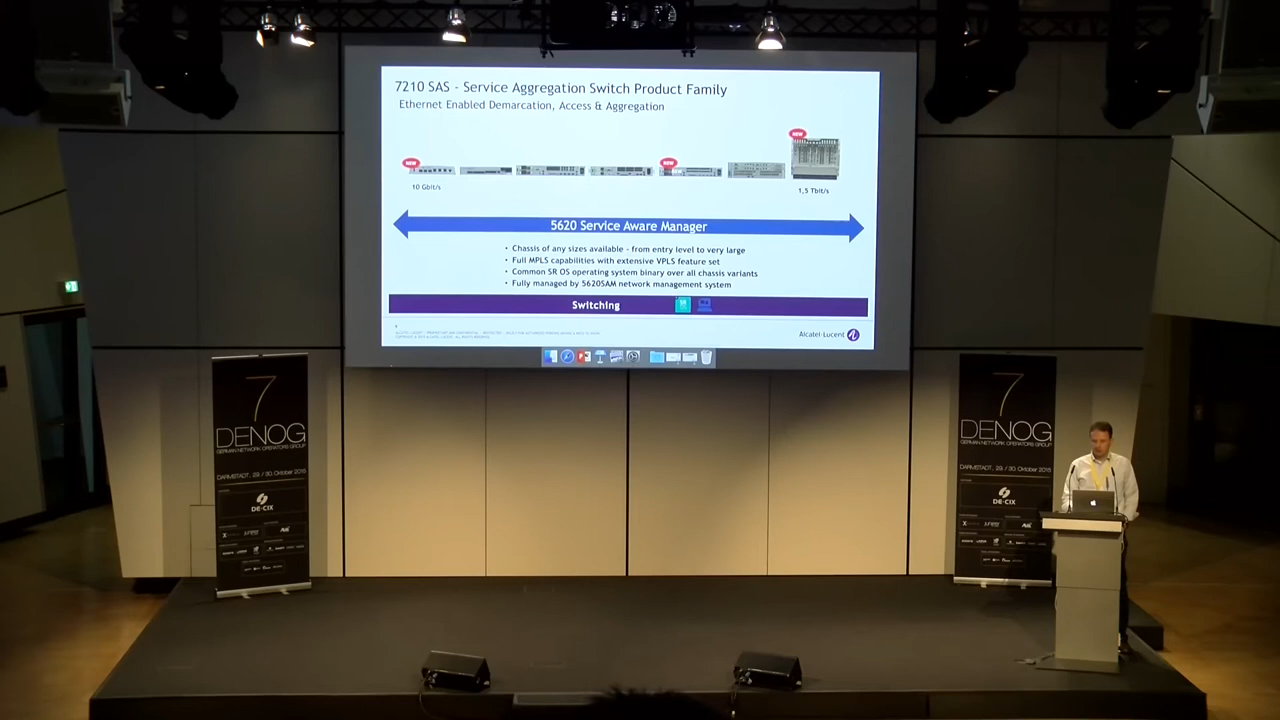 7210 SAS - Service Aggregation Switch Product Family
Ethernet Enabled Demarcation, Access & Aggregation
NEW
NEW
NEW
10 Gbit/s
1,5 Tbit/s
5620 Service Aware Manager
• Chassis of any sizes available - from entry level to very large
• Full MPLS capabilities with extensive VPLS feature set
• Common SR OS operating system binary over all chassis variants
• Fully managed by 5620SAM network management system
Switching
Alcatel-Lucent
7
DENOG
GERMAN NETWORK OPERATORS GROUP
DARMSTADT, 29. / 30. Oktober 2015
DE-CIX
7
DENOG
GERMAN NETWORK OPERATORS GROUP
DARMSTADT, 29. / 30. Oktober 2015
DE-CIX